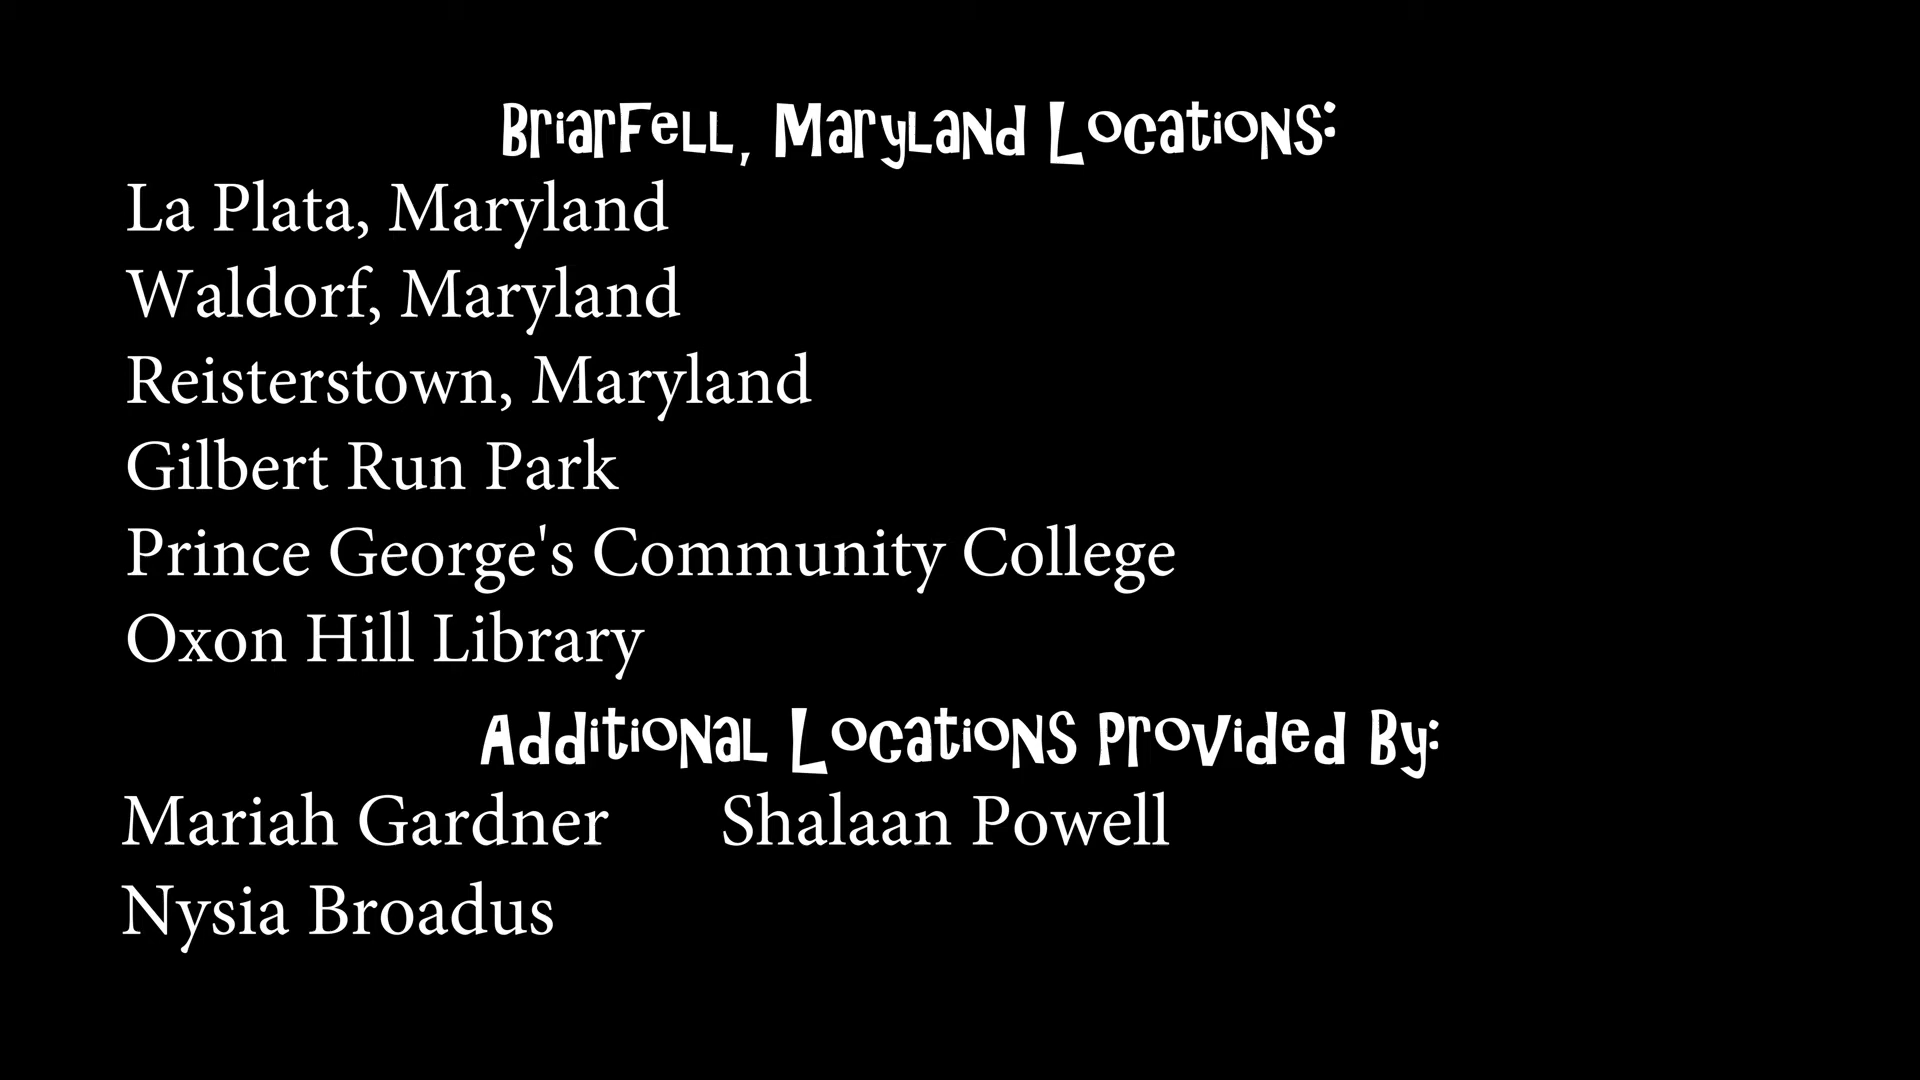 BriarFell, Maryland Locations:
La Plata, Maryland
Waldorf, Maryland
Reisterstown, Maryland
Gilbert Run Park
Prince George's Community College
Oxon Hill Library
Additional Locations Provided By:
Mariah Gardner Shalaan Powell
Nysia Broadus